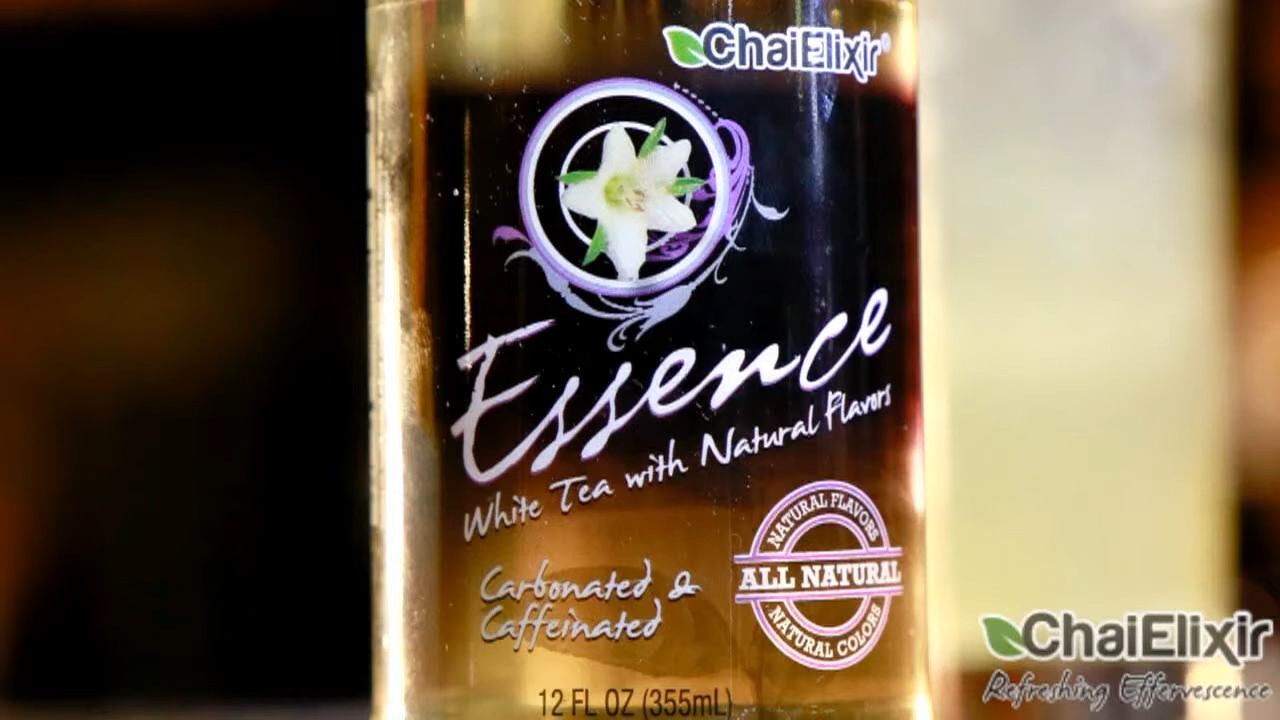 ChaiElixir®
Essence
White Tea with Natural Flavors
NATURAL FLAVORS
ALL NATURAL
NATURAL COLORS
Carbonated &
Caffeinated
12 FL OZ (355mL)
ChaiElixir
Refreshing Effervescence